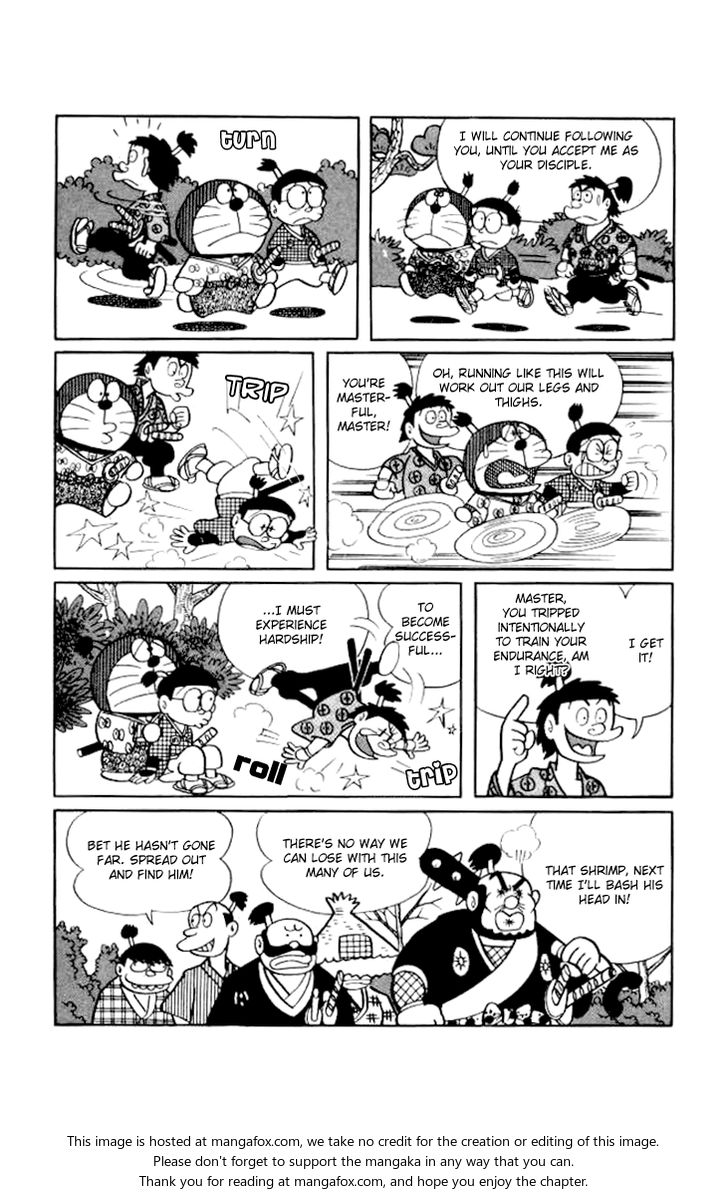 I WILL CONTINUE FOLLOWING
YOU, UNTIL YOU ACCEPT ME AS
YOUR DISCIPLE.
turn
OH, RUNNING LIKE THIS WILL
WORK OUT OUR LEGS AND
THIGHS.
YOU'RE
MASTER-
FUL,
MASTER!
TRIP
MASTER,
YOU TRIPPED
INTENTIONALLY
TO TRAIN YOUR
ENDURANCE, AM
I RIGHT?
I GET
IT!
TO
BECOME
SUCCESS-
FUL...
...I MUST
EXPERIENCE
HARDSHIP!
trip
roll
THAT SHRIMP, NEXT
TIME I'LL BASH HIS
HEAD IN!
THERE'S NO WAY WE
CAN LOSE WITH THIS
MANY OF US.
BET HE HASN'T GONE
FAR. SPREAD OUT
AND FIND HIM!
This image is hosted at mangafox.com, we take no credit for the creation or editing of this image.
Please don't forget to support the mangaka in any way that you can.
Thank you for reading at mangafox.com, and hope you enjoy the chapter.